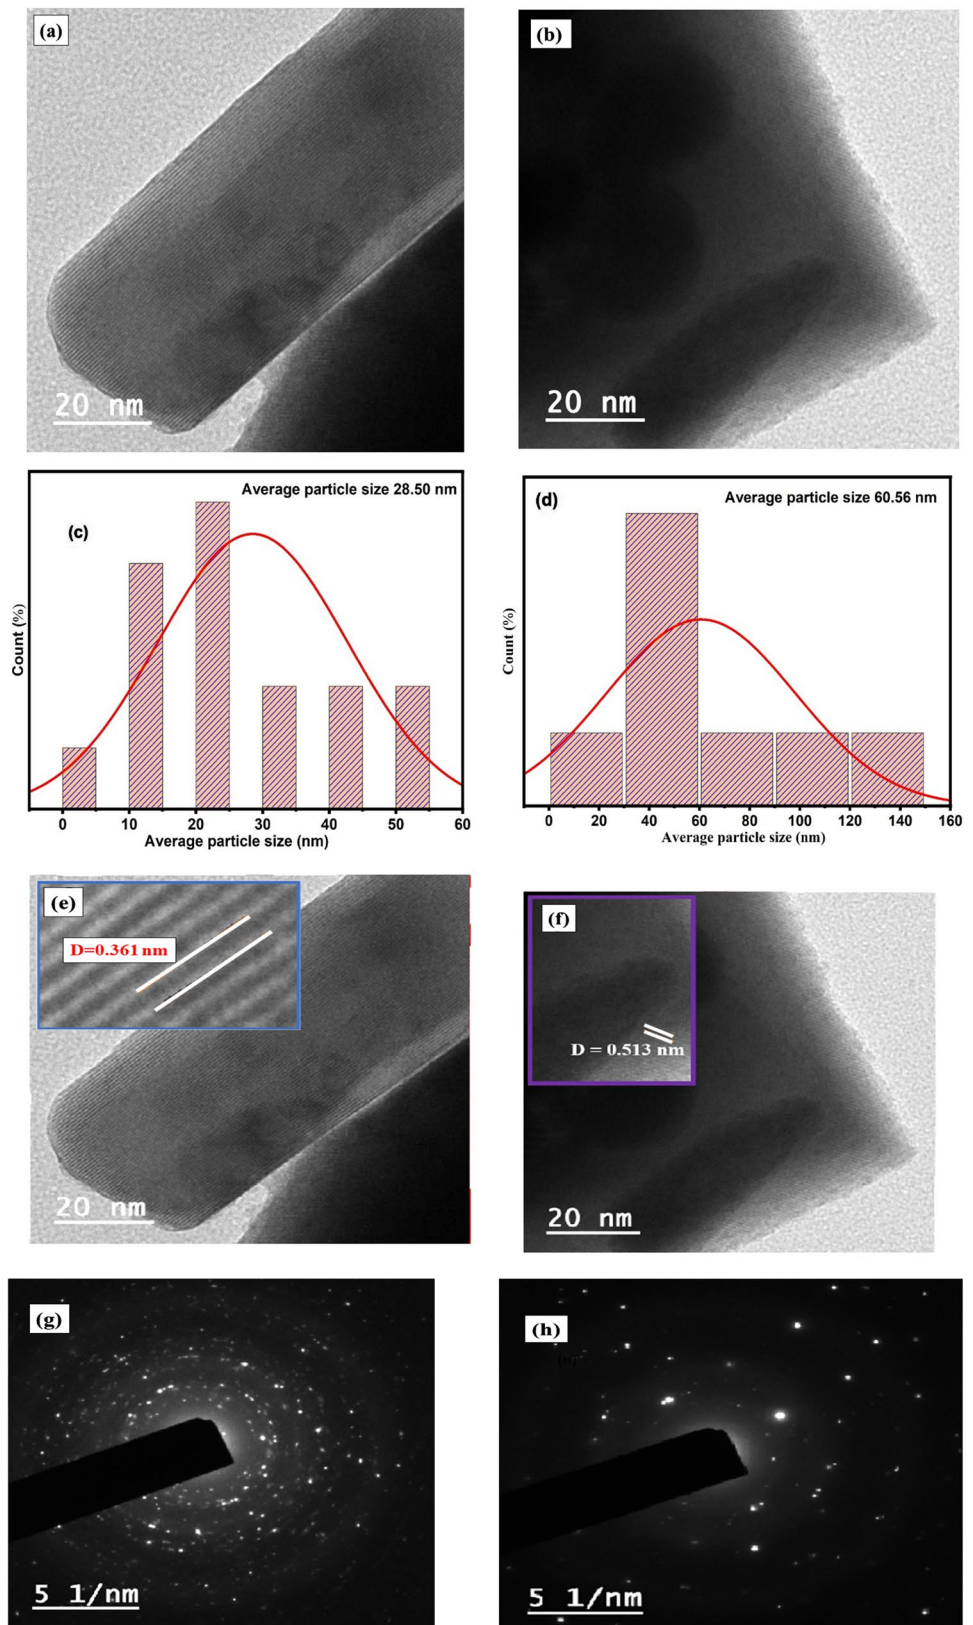 (a)
20 nm
(b)
20 nm
Average particle size 28.50 nm
(c)
Count (%)
0 10 20 30 40 50 60
Average particle size (nm)
Average particle size 60.56 nm
(d)
Count (%)
0 20 40 60 80 100 120 140 160
Average particle size (nm)
(e)
D=0.361 nm
20 nm
(f)
D = 0.513 nm
20 nm
(g)
5 1/nm
(h)
5 1/nm